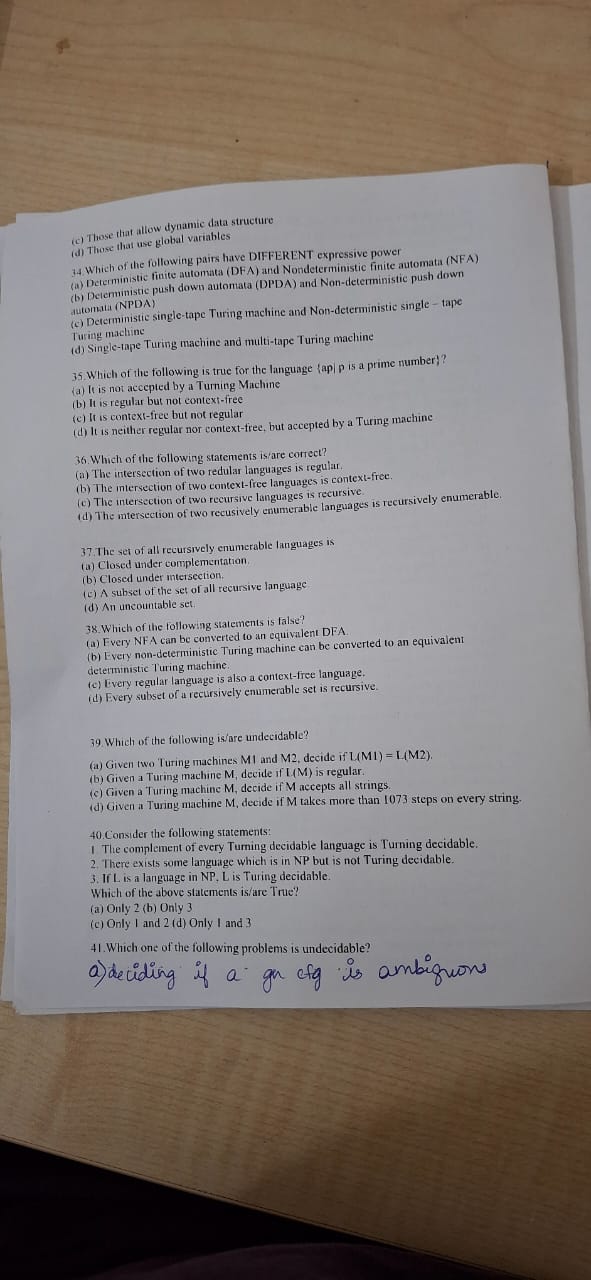 (c) Those that allow dynamic data structure
(d) Those that use global variables
34.Which of the following pairs have DIFFERENT expressive power
(a) Deterministic finite automata (DFA) and Nondeterministic finite automata (NFA)
(b) Deterministic push down automata (DPDA) and Non-deterministic push down
automata (NPDA)
(c) Deterministic single-tape Turing machine and Non-deterministic single – tape
Turing machine
(d) Single-tape Turing machine and multi-tape Turing machine
35.Which of the following is true for the language {ap| p is a prime number}?
(a) It is not accepted by a Turning Machine
(b) It is regular but not context-free
(c) It is context-free but not regular
(d) It is neither regular nor context-free, but accepted by a Turing machine
36.Which of the following statements is/are correct?
(a) The intersection of two redular languages is regular.
(b) The intersection of two context-free languages is context-free.
(c) The intersection of two recursive languages is recursive.
(d) The intersection of two recusively enumerable languages is recursively enumerable.
37.The set of all recursively enumerable languages is
(a) Closed under complementation.
(b) Closed under intersection.
(c) A subset of the set of all recursive language
(d) An uncountable set.
38.Which of the following statements is false?
(a) Every NFA can be converted to an equivalent DFA.
(b) Every non-deterministic Turing machine can be converted to an equivalent
deterministic Turing machine.
(c) Every regular language is also a context-free language.
(d) Every subset of a recursively enumerable set is recursive.
39.Which of the following is/are undecidable?
(a) Given two Turing machines M1 and M2, decide if L(M1) = L(M2).
(b) Given a Turing machine M, decide if L(M) is regular.
(c) Given a Turing machine M, decide if M accepts all strings.
(d) Given a Turing machine M, decide if M takes more than 1073 steps on every string.
40.Consider the following statements:
1 The complement of every Turning decidable language is Turning decidable.
2. There exists some language which is in NP but is not Turing decidable.
3. If L is a language in NP, L is Turing decidable.
Which of the above statements is/are True?
(a) Only 2 (b) Only 3
(c) Only 1 and 2 (d) Only 1 and 3
41.Which one of the following problems is undecidable?
a) deciding if a gn cfg is ambiguous